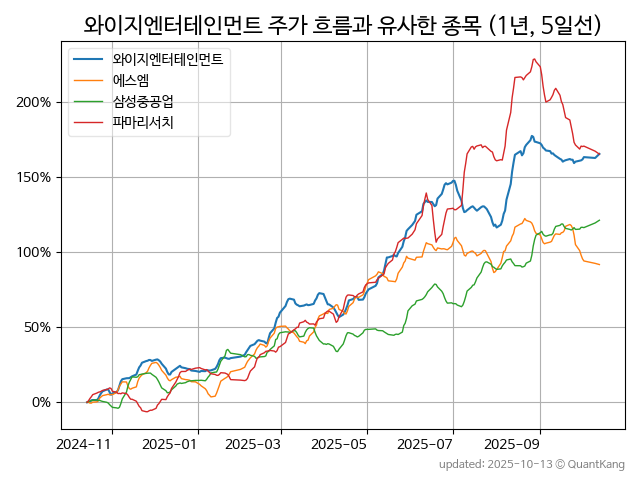 와이지엔터테인먼트 주가 흐름과 유사한 종목 (1년, 5일선)
와이지엔터테인먼트
에스엠
삼성중공업
파마리서치
200%
150%
100%
50%
0%
2024-11 2025-01 2025-03 2025-05 2025-07 2025-09
updated: 2025-10-13 © QuantKang